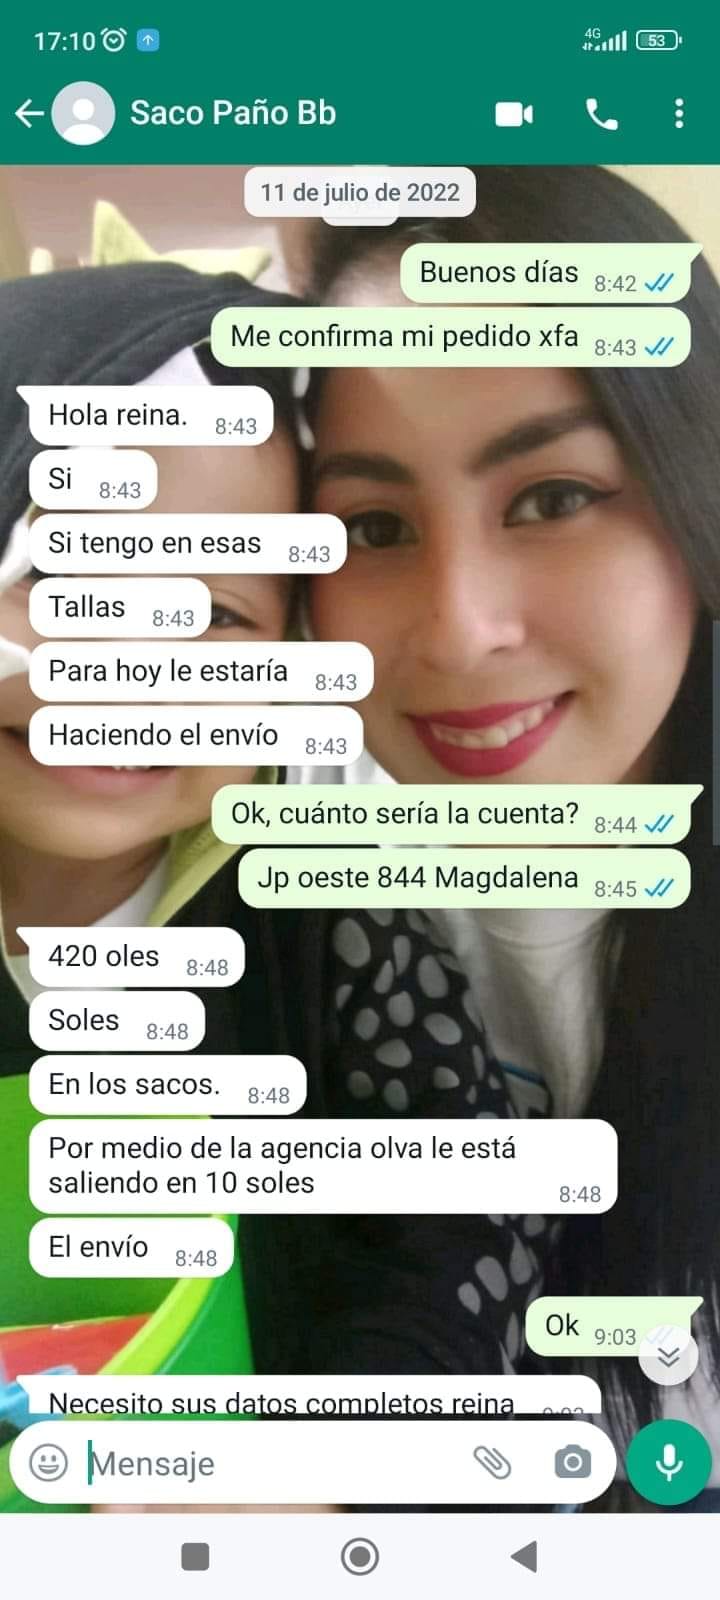 17:10
4G
53
Saco Paño Bb
11 de julio de 2022
Buenos días 8:42
Me confirma mi pedido xfa 8:43
Hola reina. 8:43
Si 8:43
Si tengo en esas 8:43
Tallas 8:43
Para hoy le estaría 8:43
Haciendo el envío 8:43
Ok, cuánto sería la cuenta? 8:44
Jp oeste 844 Magdalena 8:45
420 oles 8:48
Soles 8:48
En los sacos. 8:48
Por medio de la agencia olva le está
saliendo en 10 soles 8:48
El envío 8:48
Ok 9:03
Necesito sus datos completos reina
Mensaje